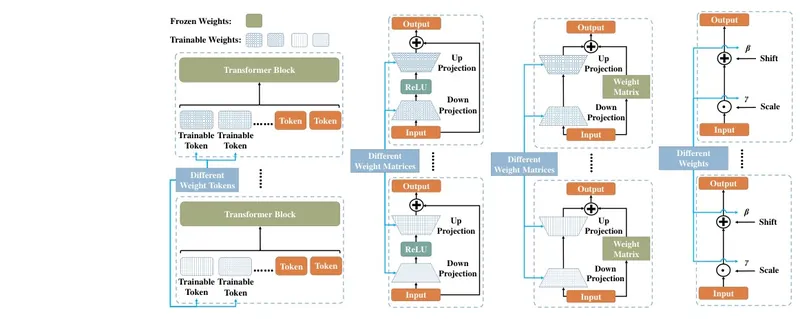 Frozen Weights:
Trainable Weights:
Transformer Block
......
Token
Token
Trainable
Token
Trainable
Token
Different
Weight Tokens
Transformer Block
......
Token
Token
Trainable
Token
Trainable
Token
Output
Up
Projection
ReLU
Down
Projection
Input
Different
Weight Matrices
Output
Up
Projection
ReLU
Down
Projection
Input
Output
Up
Projection
Weight
Matrix
Down
Projection
Input
Different
Weight Matrices
Output
Up
Projection
Weight
Matrix
Down
Projection
Input
Output
β
Shift
γ
Scale
Input
Different
Weights
Output
β
Shift
γ
Scale
Input